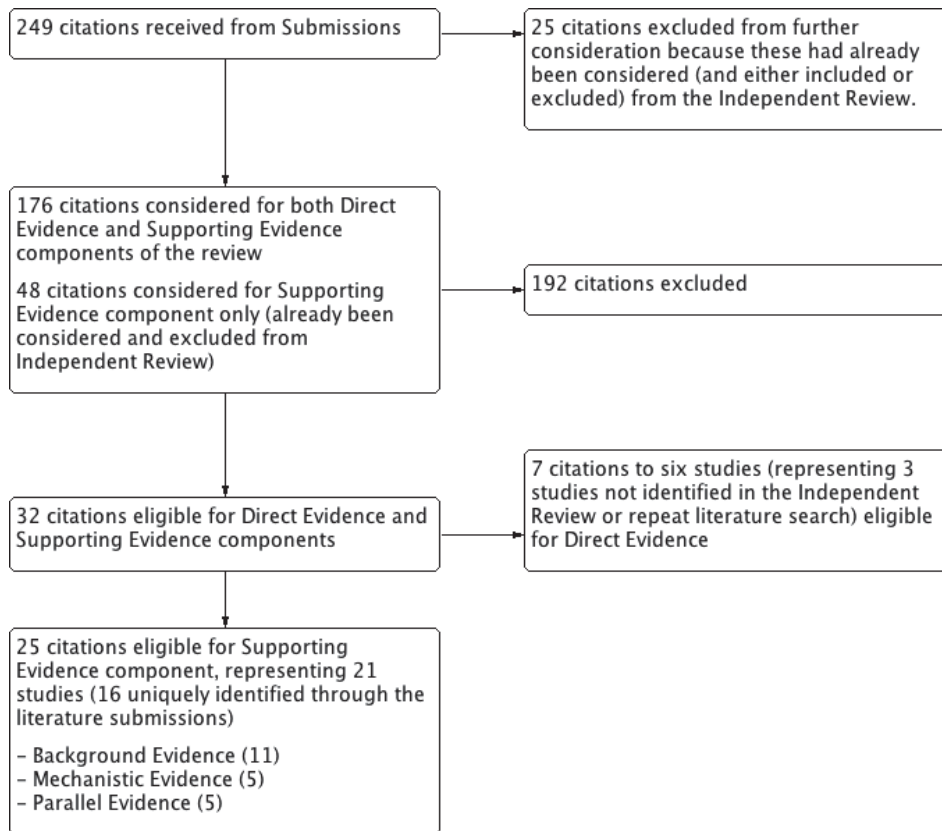 249 citations received from Submissions
25 citations excluded from further
consideration because these had already
been considered (and either included or
excluded) from the Independent Review.
176 citations considered for both Direct
Evidence and Supporting Evidence
components of the review
48 citations considered for Supporting
Evidence component only (already been
considered and excluded from
Independent Review)
192 citations excluded
32 citations eligible for Direct Evidence and
Supporting Evidence components
7 citations to six studies (representing 3
studies not identified in the Independent
Review or repeat literature search) eligible
for Direct Evidence
25 citations eligible for Supporting
Evidence component, representing 21
studies (16 uniquely identified through the
literature submissions)
– Background Evidence (11)
– Mechanistic Evidence (5)
– Parallel Evidence (5)